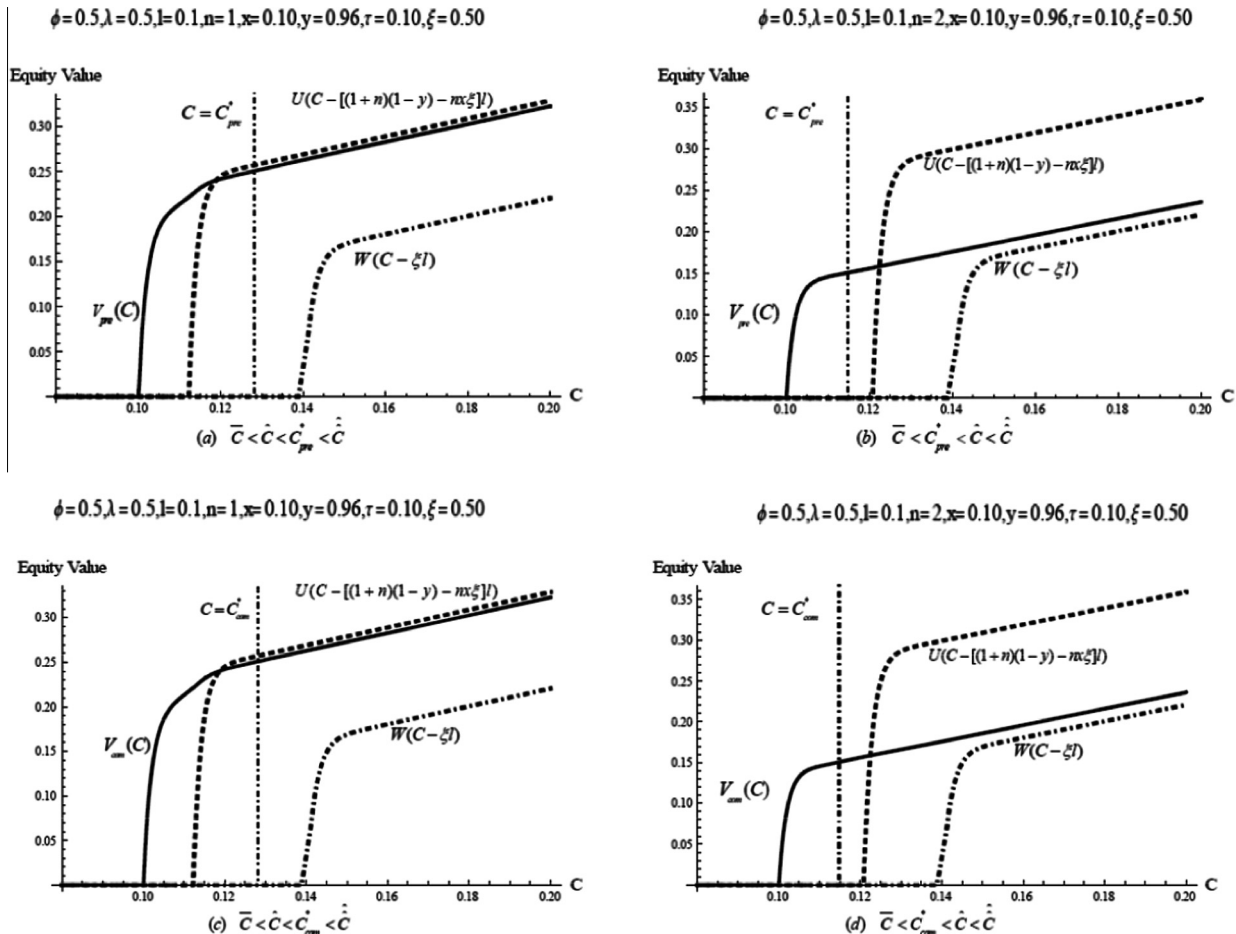 ϕ=0.5,λ=0.5,l=0.1,n=1,x=0.10,y=0.96,τ=0.10,ξ=0.50
Equity Value
C=C*pre
U(C−[(1+n)(1−y)−nxξ]l)
0.30
0.25
0.20
0.15
0.10
0.05
Vpre(C)
W(C−ξl)
0.10 0.12 0.14 0.16 0.18 0.20 C
(a) C̄<Ĉ<C*pre<Ĉ̂
ϕ=0.5,λ=0.5,l=0.1,n=2,x=0.10,y=0.96,τ=0.10,ξ=0.50
Equity Value
C=C*pre
U(C−[(1+n)(1−y)−nxξ]l)
0.35
0.30
0.25
0.20
0.15
0.10
0.05
Vpre(C)
W(C−ξl)
0.10 0.12 0.14 0.16 0.18 0.20 C
(b) C̄<C*pre<Ĉ<Ĉ̂
ϕ=0.5,λ=0.5,l=0.1,n=1,x=0.10,y=0.96,τ=0.10,ξ=0.50
Equity Value
C=C*com
U(C−[(1+n)(1−y)−nxξ]l)
0.30
0.25
0.20
0.15
0.10
0.05
Vcom(C)
W(C−ξl)
0.10 0.12 0.14 0.16 0.18 0.20 C
(c) C̄<Ĉ<C*com<Ĉ̂
ϕ=0.5,λ=0.5,l=0.1,n=2,x=0.10,y=0.96,τ=0.10,ξ=0.50
Equity Value
C=C*com
U(C−[(1+n)(1−y)−nxξ]l)
0.35
0.30
0.25
0.20
0.15
0.10
0.05
Vcom(C)
W(C−ξl)
0.10 0.12 0.14 0.16 0.18 0.20 C
(d) C̄<C*com<Ĉ<Ĉ̂